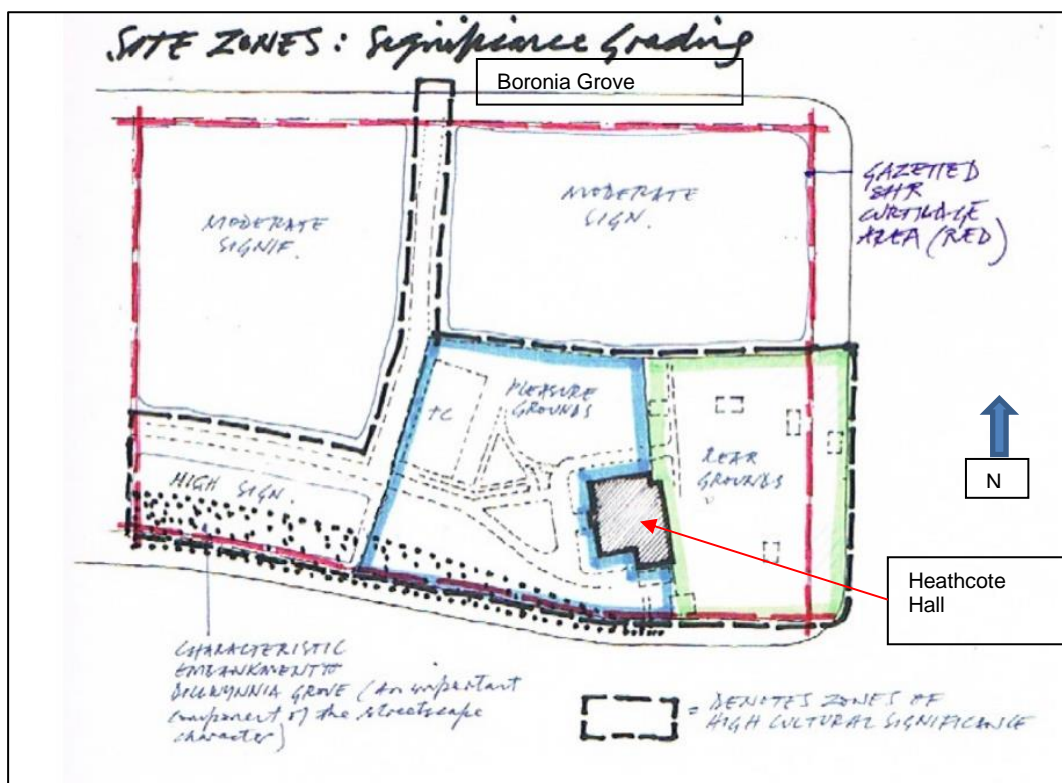 SITE ZONES: Significance Grading
Boronia Grove
GAZETTED
SHR
CURTILAGE
AREA (RED)
MODERATE
SIGNIF.
MODERATE
SIGN.
PLEASURE
GROUNDS
TC
REAR
GROUNDS
N
HIGH SIGN.
Heathcote
Hall
CHARACTERISTIC
EMBANKMENT TO
DILLWYNNIA GROVE (An important
component of the streetscape
character)
= DENOTES ZONES OF
HIGH CULTURAL SIGNIFICANCE